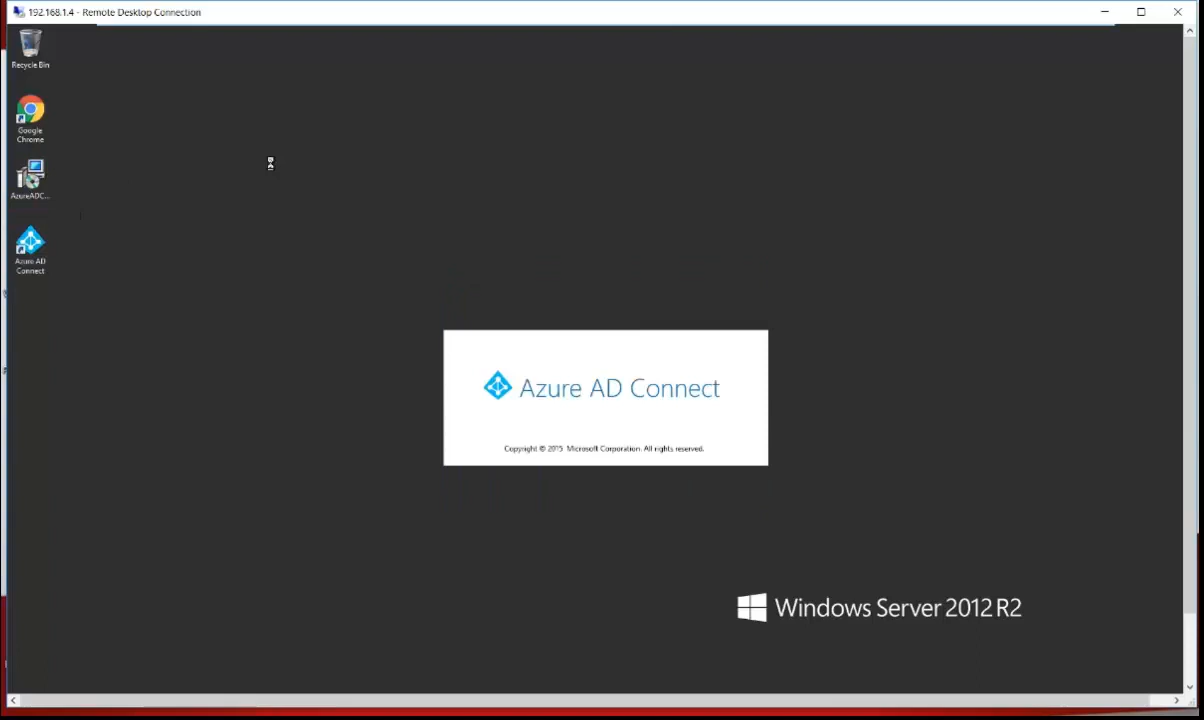 192.168.1.4 - Remote Desktop Connection
Recycle Bin
Google
Chrome
AzureADC...
Azure AD
Connect
Azure AD Connect
Copyright © 2015 Microsoft Corporation. All rights reserved.
Windows Server 2012 R2